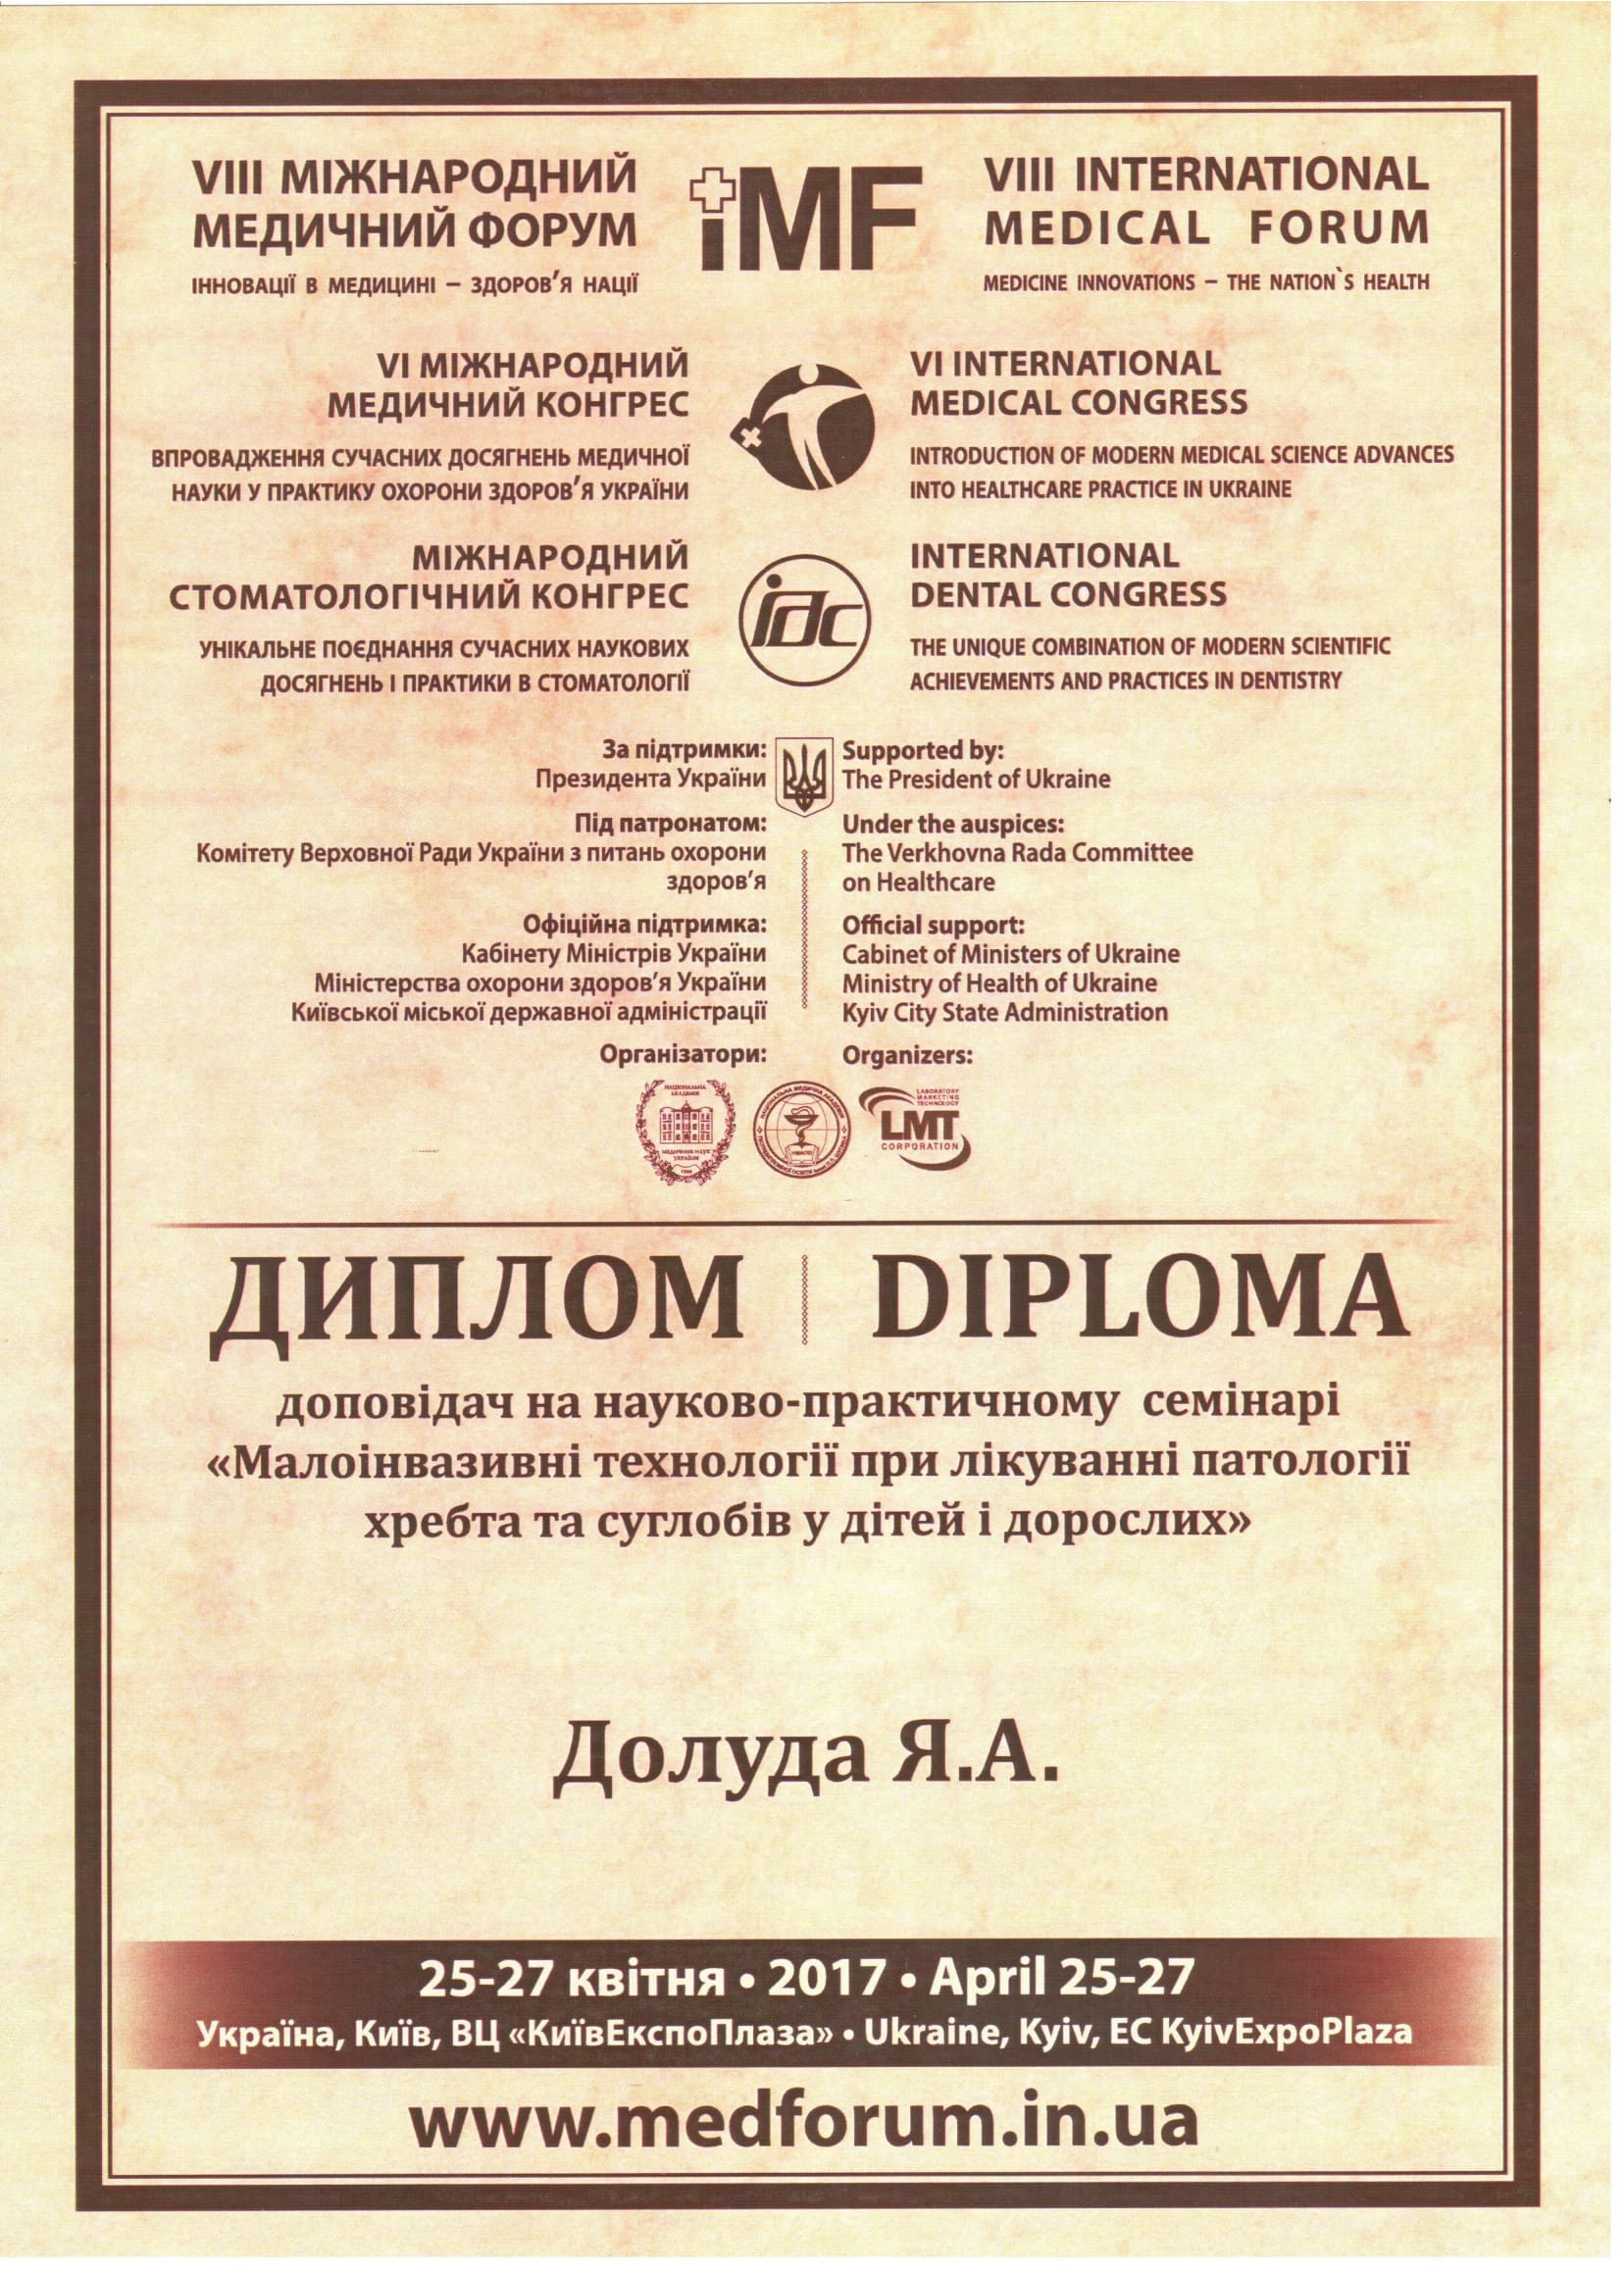 VIII МІЖНАРОДНИЙ
МЕДИЧНИЙ ФОРУМ
ІННОВАЦІЇ В МЕДИЦИНІ – ЗДОРОВ'Я НАЦІЇ
iMF
VIII INTERNATIONAL
MEDICAL FORUM
MEDICINE INNOVATIONS – THE NATION`S HEALTH
VI МІЖНАРОДНИЙ
МЕДИЧНИЙ КОНГРЕС
ВПРОВАДЖЕННЯ СУЧАСНИХ ДОСЯГНЕНЬ МЕДИЧНОЇ
НАУКИ У ПРАКТИКУ ОХОРОНИ ЗДОРОВ'Я УКРАЇНИ
VI INTERNATIONAL
MEDICAL CONGRESS
INTRODUCTION OF MODERN MEDICAL SCIENCE ADVANCES
INTO HEALTHCARE PRACTICE IN UKRAINE
МІЖНАРОДНИЙ
СТОМАТОЛОГІЧНИЙ КОНГРЕС
УНІКАЛЬНЕ ПОЄДНАННЯ СУЧАСНИХ НАУКОВИХ
ДОСЯГНЕНЬ І ПРАКТИКИ В СТОМАТОЛОГІЇ
idc
INTERNATIONAL
DENTAL CONGRESS
THE UNIQUE COMBINATION OF MODERN SCIENTIFIC
ACHIEVEMENTS AND PRACTICES IN DENTISTRY
За підтримки:
Президента України
Під патронатом:
Комітету Верховної Ради України з питань охорони
здоров'я
Офіційна підтримка:
Кабінету Міністрів України
Міністерства охорони здоров'я України
Київської міської державної адміністрації
Організатори:
Supported by:
The President of Ukraine
Under the auspices:
The Verkhovna Rada Committee
on Healthcare
Official support:
Cabinet of Ministers of Ukraine
Ministry of Health of Ukraine
Kyiv City State Administration
Organizers:
НАЦІОНАЛЬНА
АКАДЕМІЯ
МЕДИЧНИХ НАУК
УКРАЇНИ
LABORATORY
MARKETING
TECHNOLOGY
LMT
CORPORATION
ДИПЛОМ
DIPLOMA
доповідач на науково-практичному семінарі
«Малоінвазивні технології при лікуванні патології
хребта та суглобів у дітей і дорослих»
Долуда Я.А.
25-27 квітня • 2017 • April 25-27
Україна, Київ, ВЦ «КиївЕкспоПлаза» • Ukraine, Kyiv, EC KyivExpoPlaza
www.medforum.in.ua